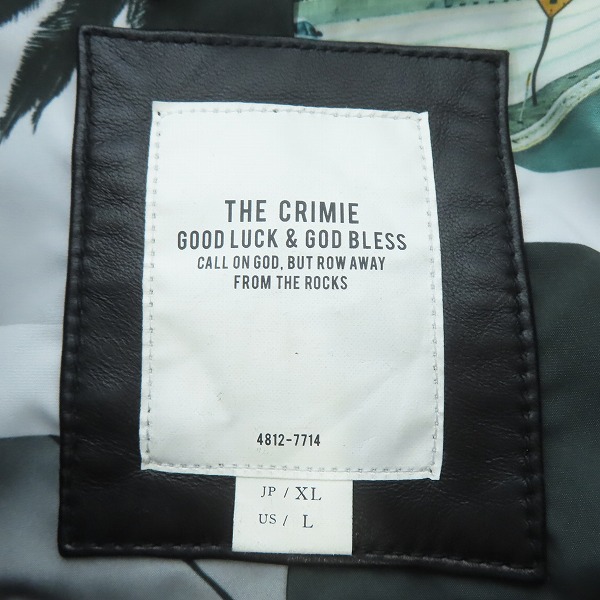 THE CRIMIE
GOOD LUCK & GOD BLESS
CALL ON GOD, BUT ROW AWAY
FROM THE ROCKS
4812-7714
JP / XL
US / L